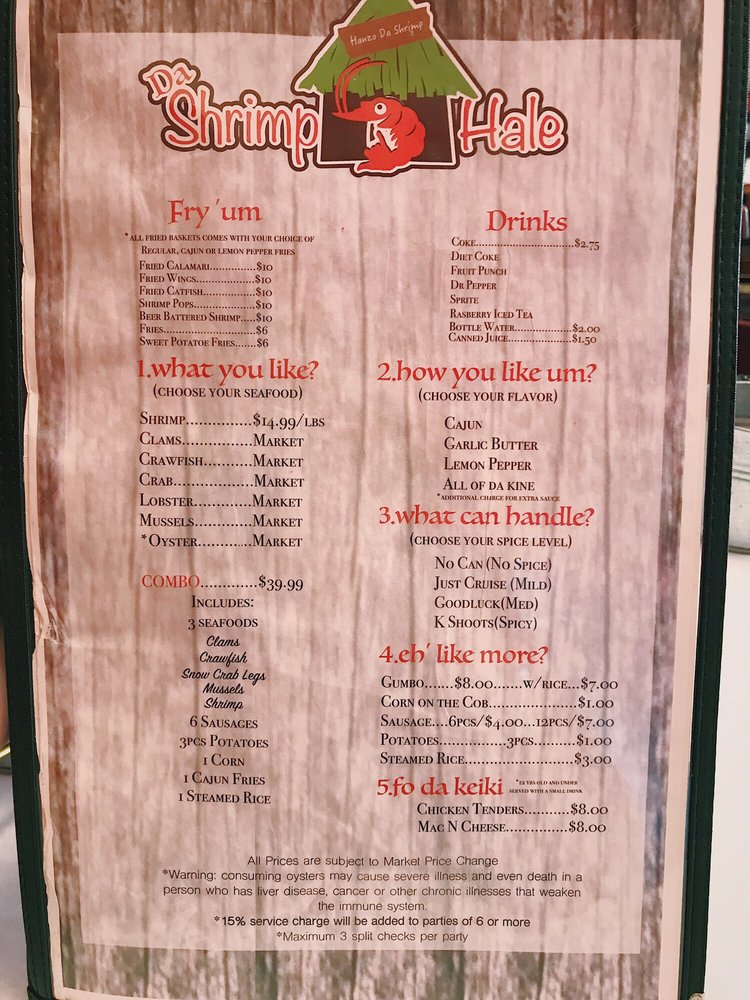 Hanzo Da Shrimp
Da
Shrimp Hale
Fry 'um
*ALL FRIED BASKETS COMES WITH YOUR CHOICE OF
REGULAR, CAJUN OR LEMON PEPPER FRIES
FRIED CALAMARI...............$10
FRIED WINGS...................$10
FRIED CATFISH.................$10
SHRIMP POPS....................$10
BEER BATTERED SHRIMP.....$10
FRIES..............................$6
SWEET POTATOE FRIES.......$6
Drinks
COKE..............................$2.75
DIET COKE
FRUIT PUNCH
DR PEPPER
SPRITE
RASBERRY ICED TEA
BOTTLE WATER...................$2.00
CANNED JUICE.....................$1.50
1.what you like?
(CHOOSE YOUR SEAFOOD)
SHRIMP...............$14.99/LBS
CLAMS................MARKET
CRAWFISH...........MARKET
CRAB..................MARKET
LOBSTER.............MARKET
MUSSELS.............MARKET
*OYSTER............MARKET
COMBO.............$39.99
INCLUDES:
3 SEAFOODS
Clams
Crawfish
Snow Crab Legs
Mussels
Shrimp
6 SAUSAGES
3PCS POTATOES
1 CORN
1 CAJUN FRIES
1 STEAMED RICE
2.how you like um?
(CHOOSE YOUR FLAVOR)
CAJUN
GARLIC BUTTER
LEMON PEPPER
ALL OF DA KINE
*ADDITIONAL CHARGE FOR EXTRA SAUCE
3.what can handle?
(CHOOSE YOUR SPICE LEVEL)
NO CAN (NO SPICE)
JUST CRUISE (MILD)
GOODLUCK(MED)
K SHOOTS(SPICY)
4.eh' like more?
GUMBO.......$8.00.......W/RICE...$7.00
CORN ON THE COB....................$1.00
SAUSAGE....6PCS/$4.00...12PCS/$7.00
POTATOES...............3PCS.........$1.00
STEAMED RICE.........................$3.00
5.fo da keiki *12 YRS OLD AND UNDER
SERVED WITH A SMALL DRINK
CHICKEN TENDERS...........$8.00
MAC N CHEESE...............$8.00
All Prices are subject to Market Price Change
*Warning: consuming oysters may cause severe illness and even death in a
person who has liver disease, cancer or other chronic illnesses that weaken
the immune system.
*15% service charge will be added to parties of 6 or more
*Maximum 3 split checks per party